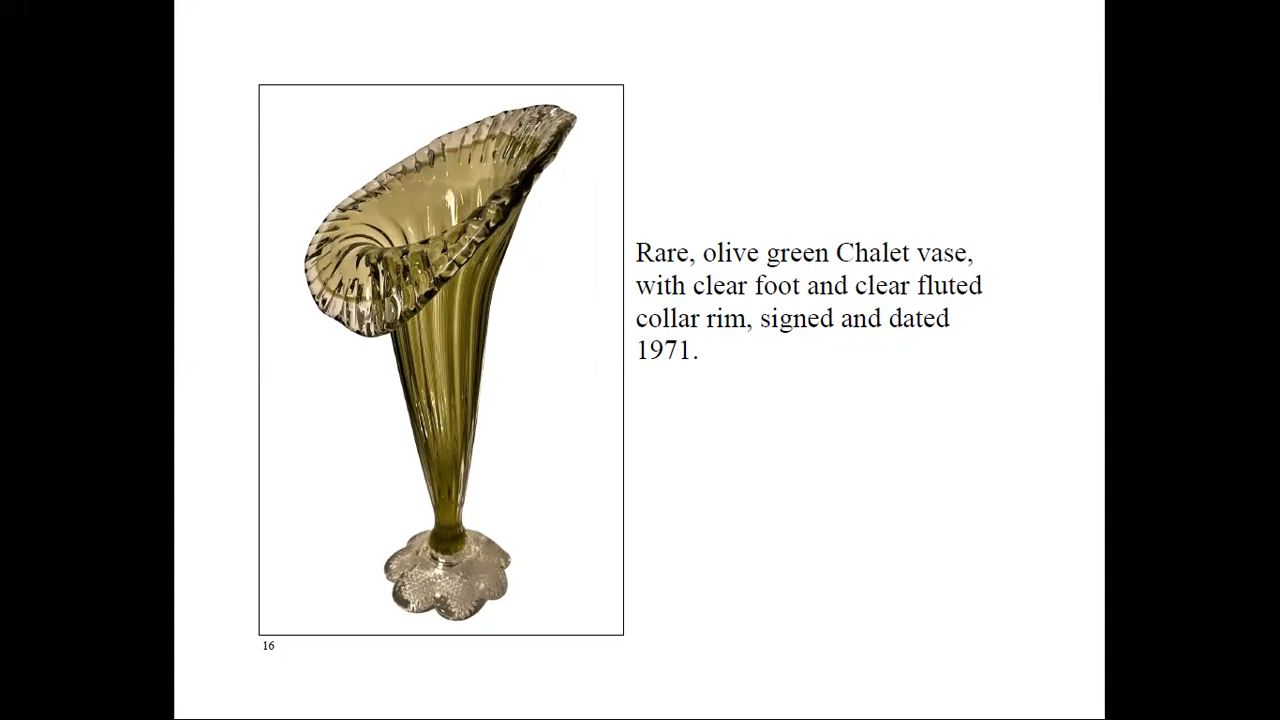 Rare, olive green Chalet vase,
with clear foot and clear fluted
collar rim, signed and dated
1971.
16